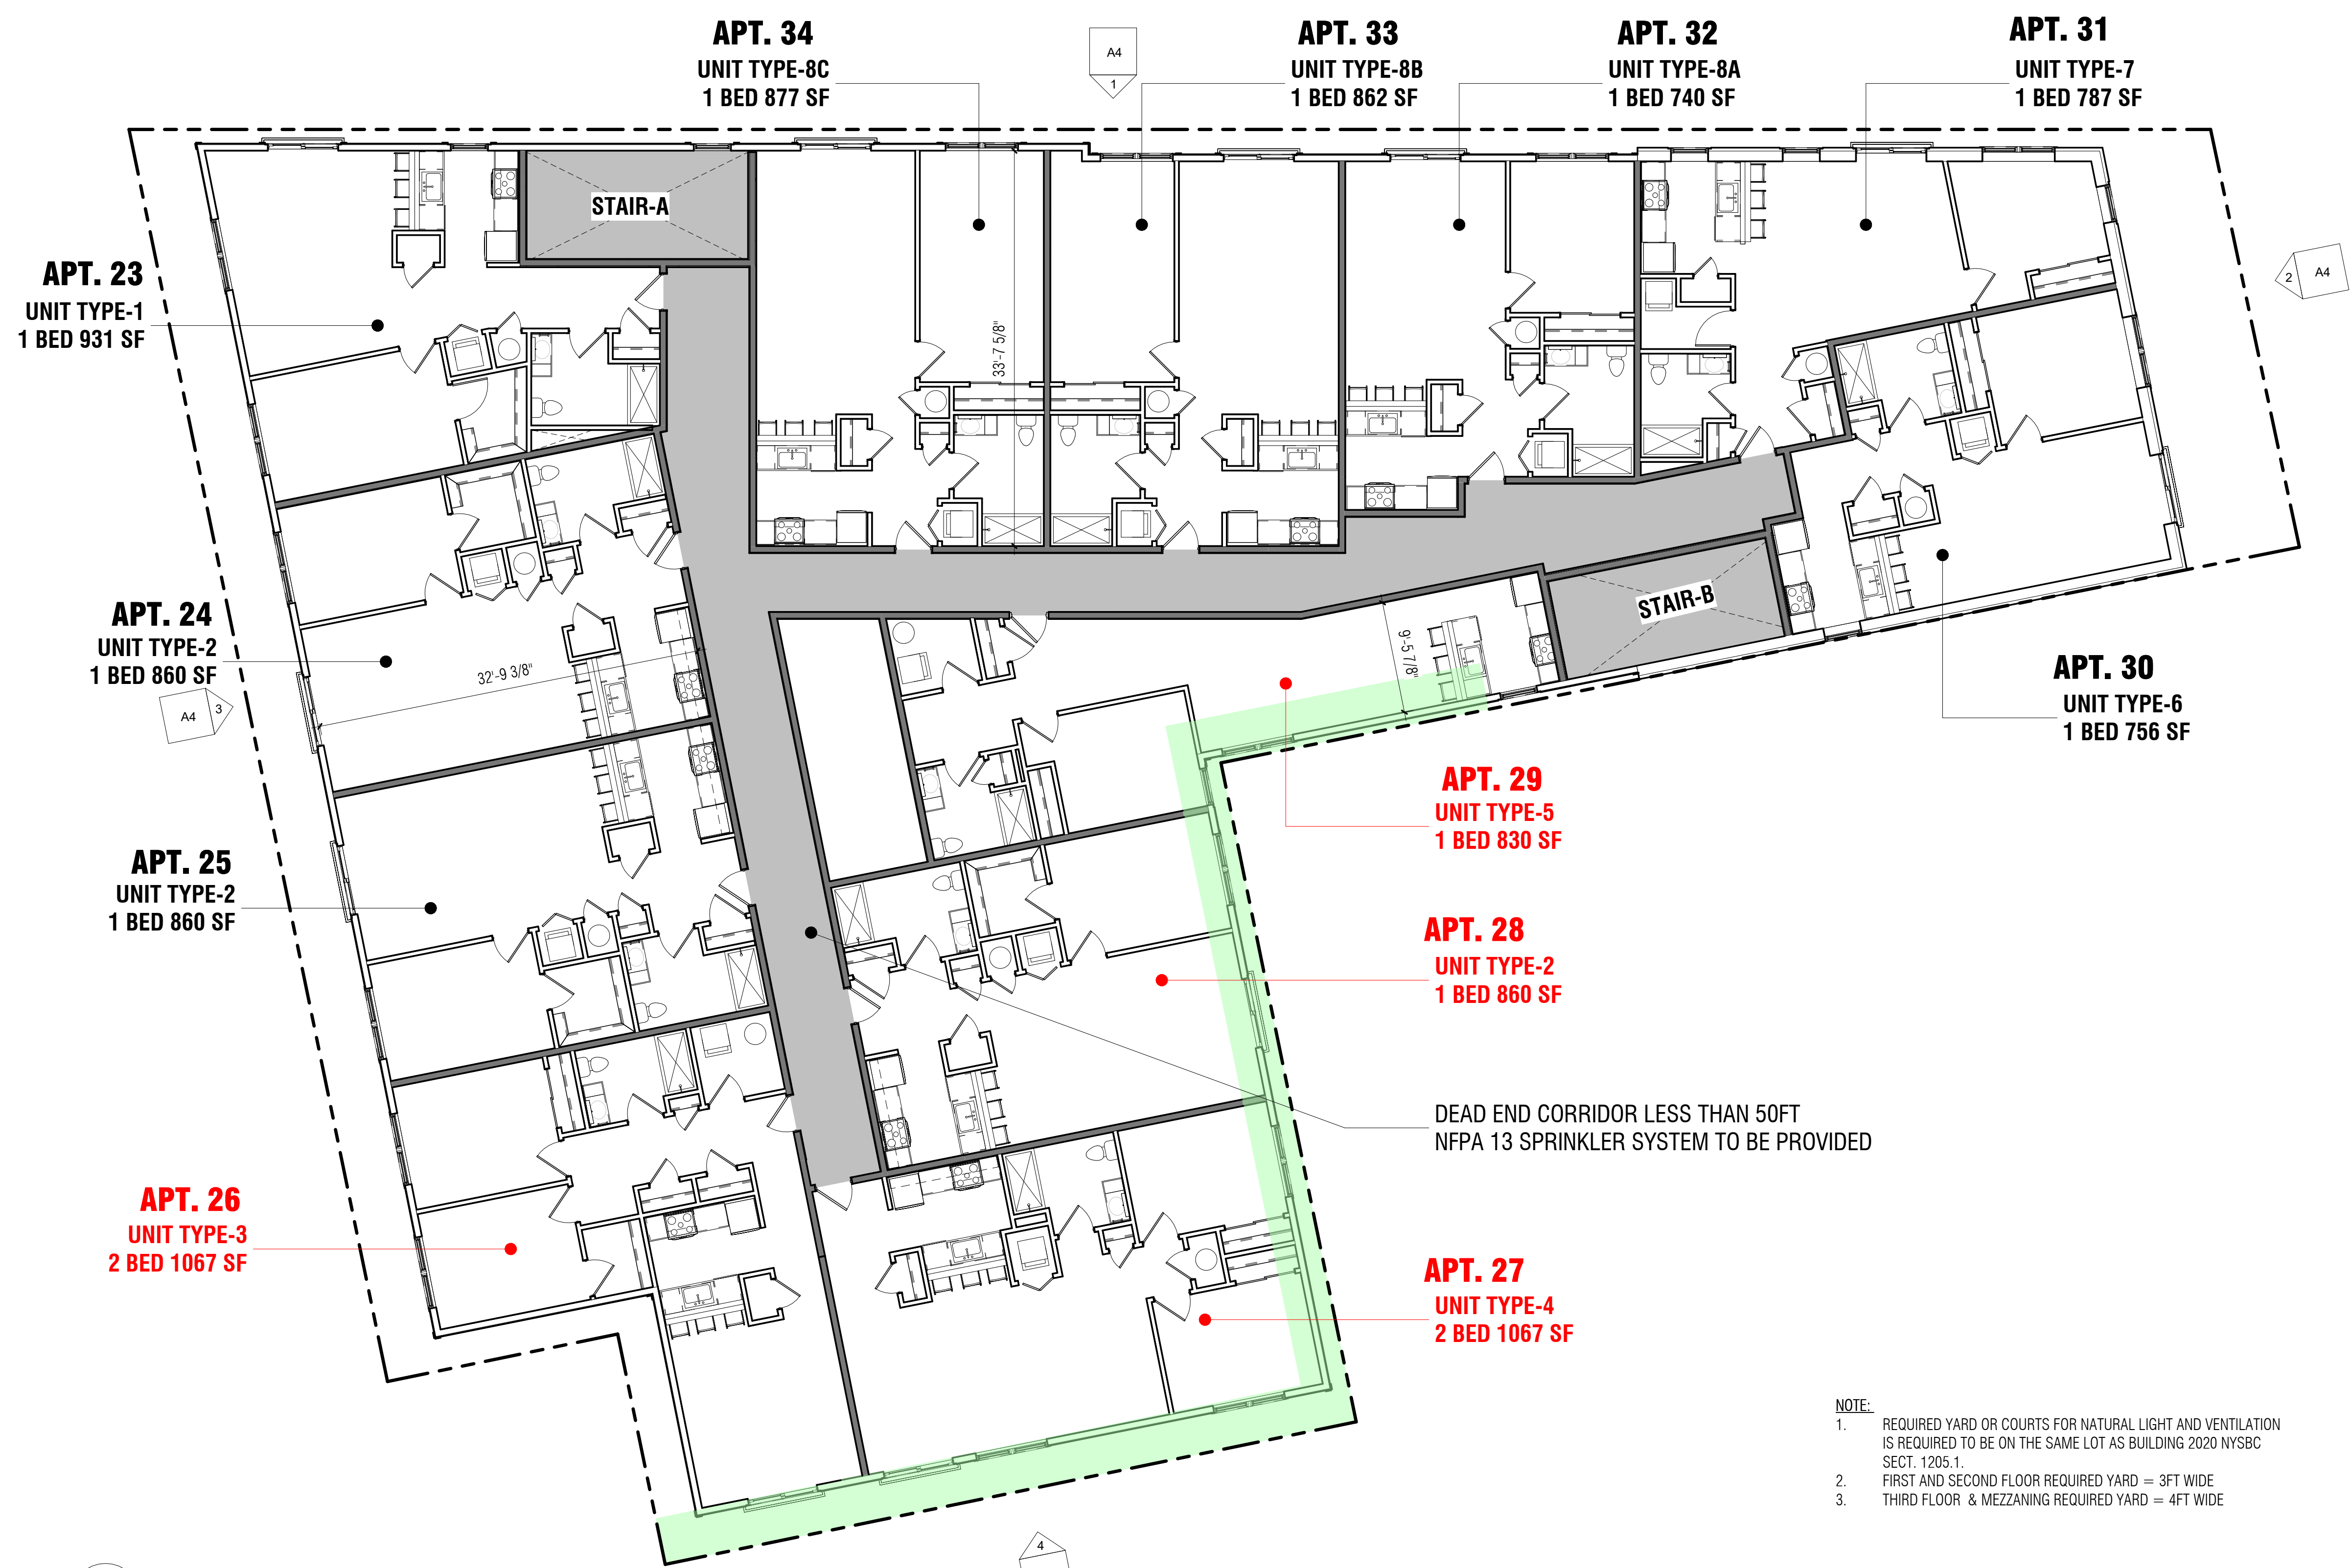 APT. 34
UNIT TYPE-8C
1 BED 877 SF
A4
1
APT. 33
UNIT TYPE-8B
1 BED 862 SF
APT. 32
UNIT TYPE-8A
1 BED 740 SF
APT. 31
UNIT TYPE-7
1 BED 787 SF
STAIR-A
APT. 23
UNIT TYPE-1
1 BED 931 SF
2
A4
33'-7 5/8"
APT. 24
UNIT TYPE-2
1 BED 860 SF
A4
3
32'-9 3/8"
9'-5 7/8"
STAIR-B
APT. 30
UNIT TYPE-6
1 BED 756 SF
APT. 29
UNIT TYPE-5
1 BED 830 SF
APT. 25
UNIT TYPE-2
1 BED 860 SF
APT. 28
UNIT TYPE-2
1 BED 860 SF
DEAD END CORRIDOR LESS THAN 50FT
NFPA 13 SPRINKLER SYSTEM TO BE PROVIDED
APT. 26
UNIT TYPE-3
2 BED 1067 SF
APT. 27
UNIT TYPE-4
2 BED 1067 SF
NOTE:
1. REQUIRED YARD OR COURTS FOR NATURAL LIGHT AND VENTILATION
IS REQUIRED TO BE ON THE SAME LOT AS BUILDING 2020 NYSBC
SECT. 1205.1.
2. FIRST AND SECOND FLOOR REQUIRED YARD = 3FT WIDE
3. THIRD FLOOR & MEZZANING REQUIRED YARD = 4FT WIDE
4